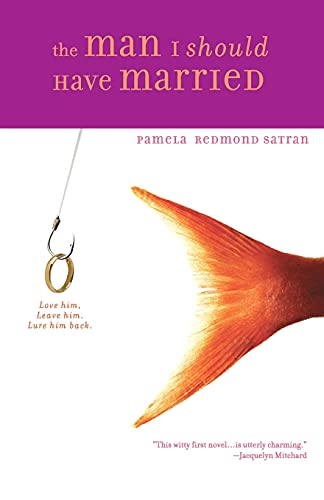 the man I should
Have married
Pamela Redmond Satran
Love him,
Leave him.
Lure him back.
"This witty first novel...is utterly charming."
—Jacquelyn Mitchard